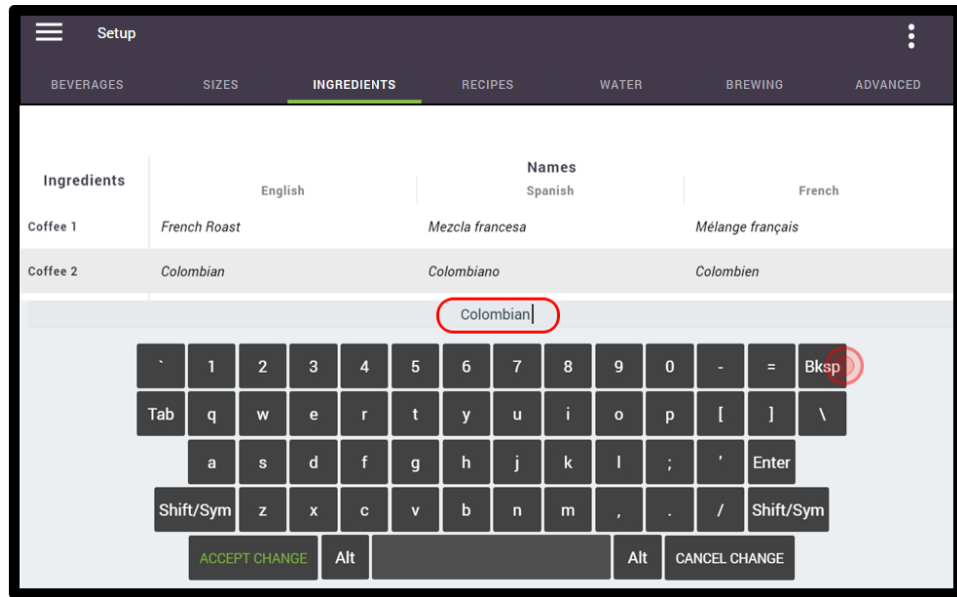 Setup
BEVERAGES SIZES INGREDIENTS RECIPES WATER BREWING ADVANCED
Names
Ingredients English Spanish French
Coffee 1 French Roast Mezcla francesa Mélange français
Coffee 2 Colombian Colombiano Colombien
Colombian
` 1 2 3 4 5 6 7 8 9 0 - = Bksp
Tab q w e r t y u i o p [ ] \
a s d f g h j k l ; ' Enter
Shift/Sym z x c v b n m , . / Shift/Sym
ACCEPT CHANGE Alt Alt CANCEL CHANGE